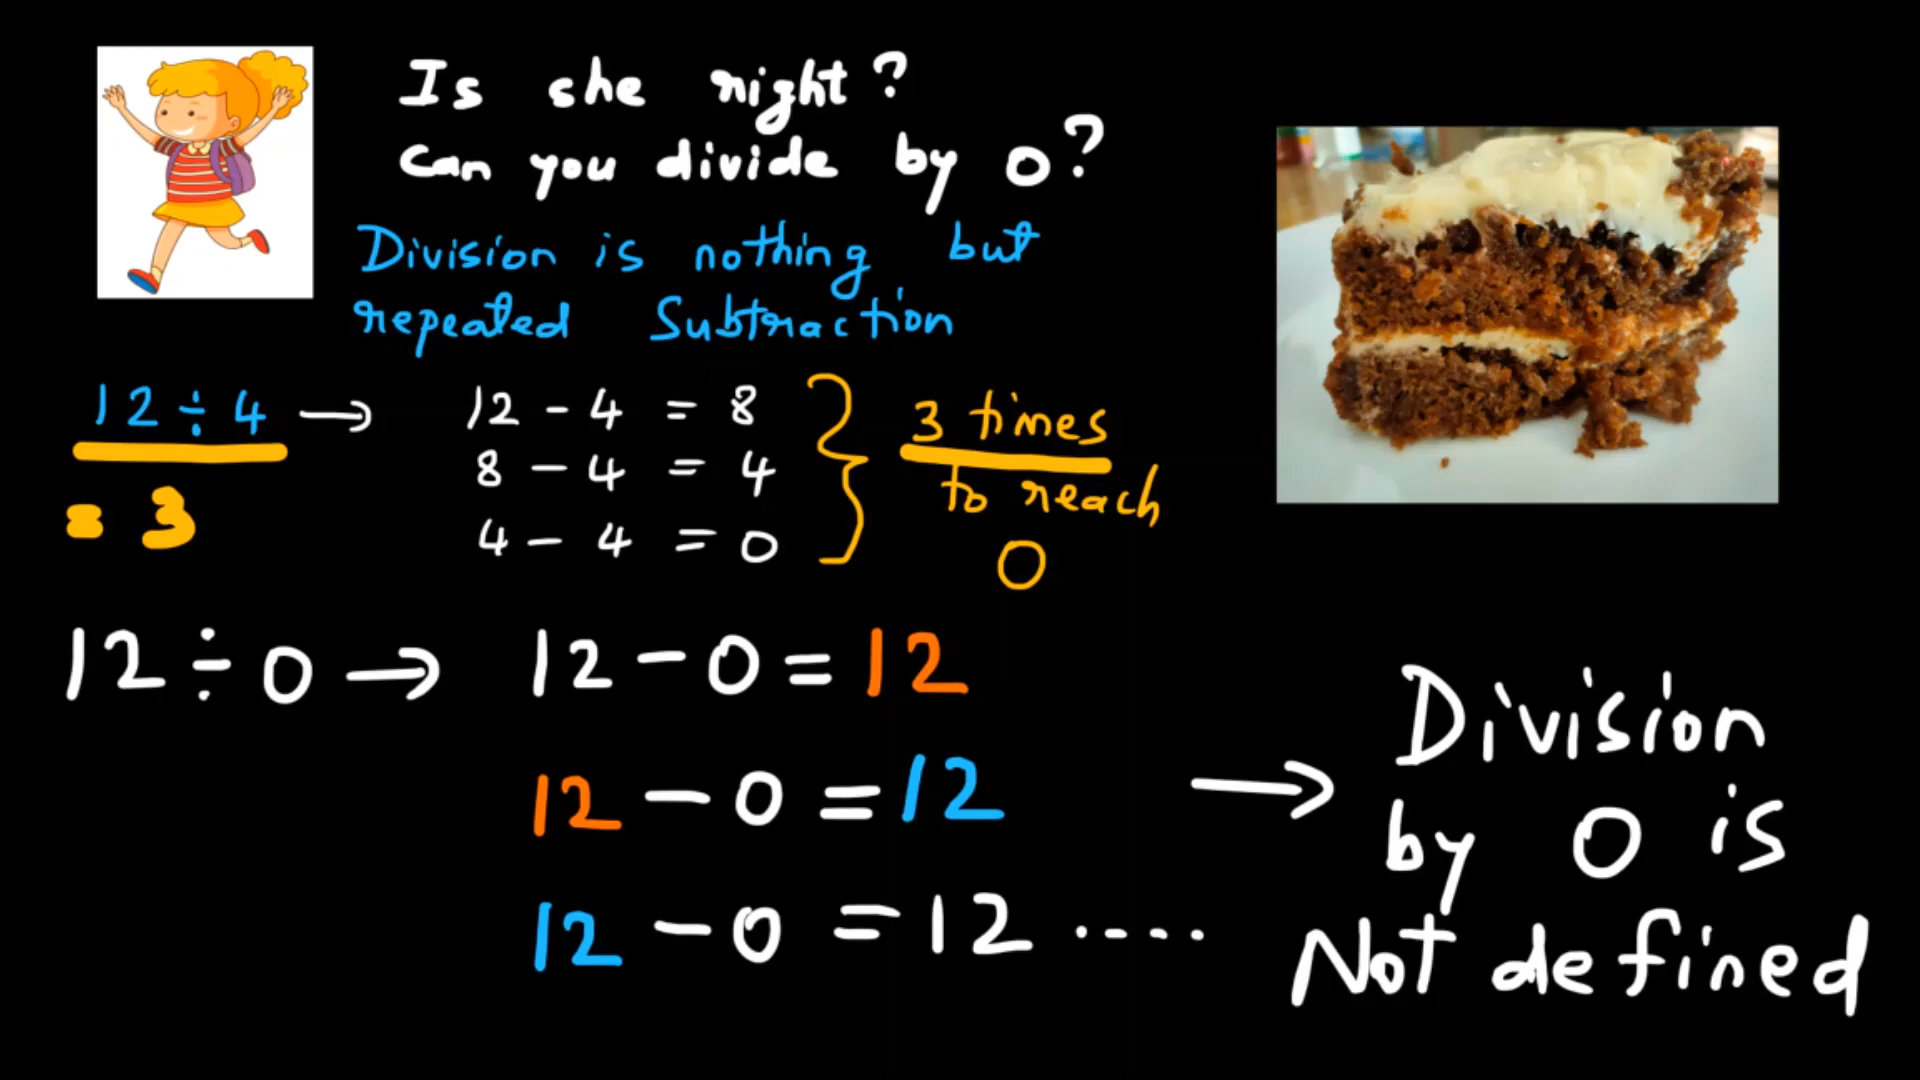 Is she right?
Can you divide by 0?
Division is nothing but
repeated Subtraction
12 ÷ 4 → 12 - 4 = 8
8 - 4 = 4
4 - 4 = 0
= 3
3 times
to reach
0
12 ÷ 0 → 12 - 0 = 12
12 - 0 = 12
12 - 0 = 12 .----.
→ Division
by 0 is
Not defined